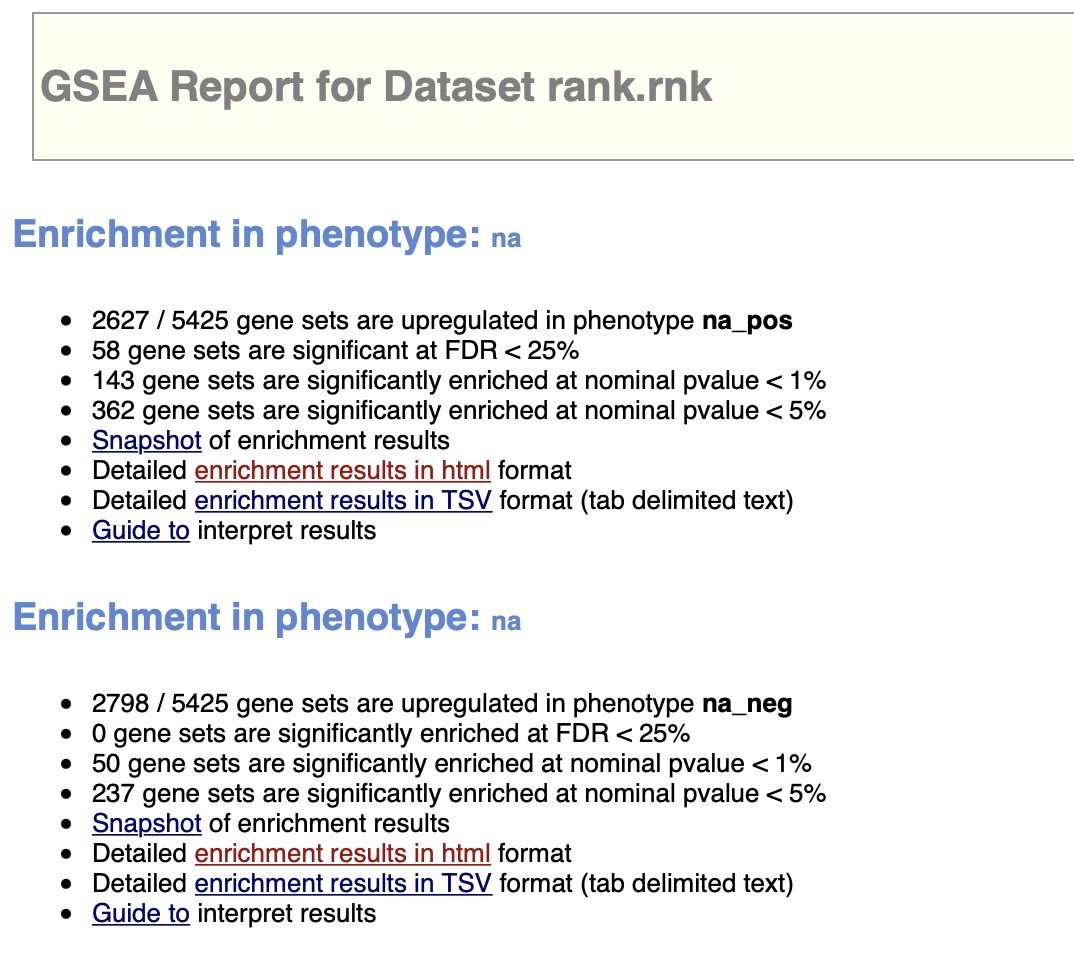 GSEA Report for Dataset rank.rnk
Enrichment in phenotype: na
• 2627 / 5425 gene sets are upregulated in phenotype na_pos
• 58 gene sets are significant at FDR < 25%
• 143 gene sets are significantly enriched at nominal pvalue < 1%
• 362 gene sets are significantly enriched at nominal pvalue < 5%
• Snapshot of enrichment results
• Detailed enrichment results in html format
• Detailed enrichment results in TSV format (tab delimited text)
• Guide to interpret results
Enrichment in phenotype: na
• 2798 / 5425 gene sets are upregulated in phenotype na_neg
• 0 gene sets are significantly enriched at FDR < 25%
• 50 gene sets are significantly enriched at nominal pvalue < 1%
• 237 gene sets are significantly enriched at nominal pvalue < 5%
• Snapshot of enrichment results
• Detailed enrichment results in html format
• Detailed enrichment results in TSV format (tab delimited text)
• Guide to interpret results